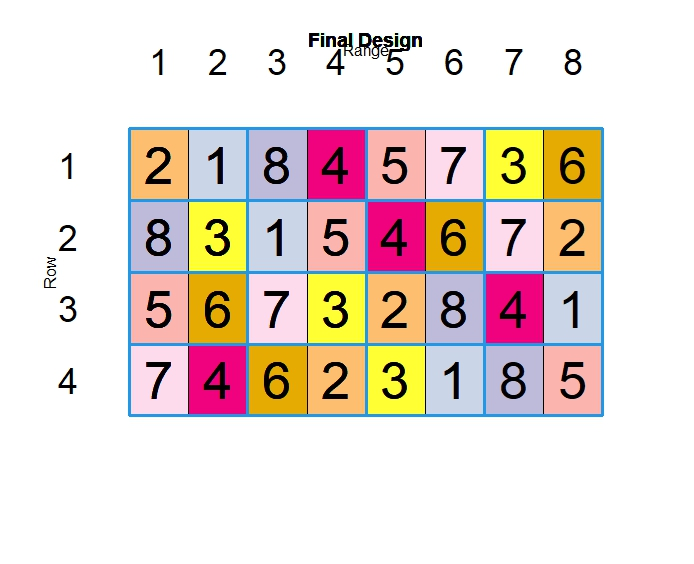 Final Design
Range
1 2 3 4 5 6 7 8
1 2 1 8 4 5 7 3 6
2 8 3 1 5 4 6 7 2
Row
3 5 6 7 3 2 8 4 1
4 7 4 6 2 3 1 8 5